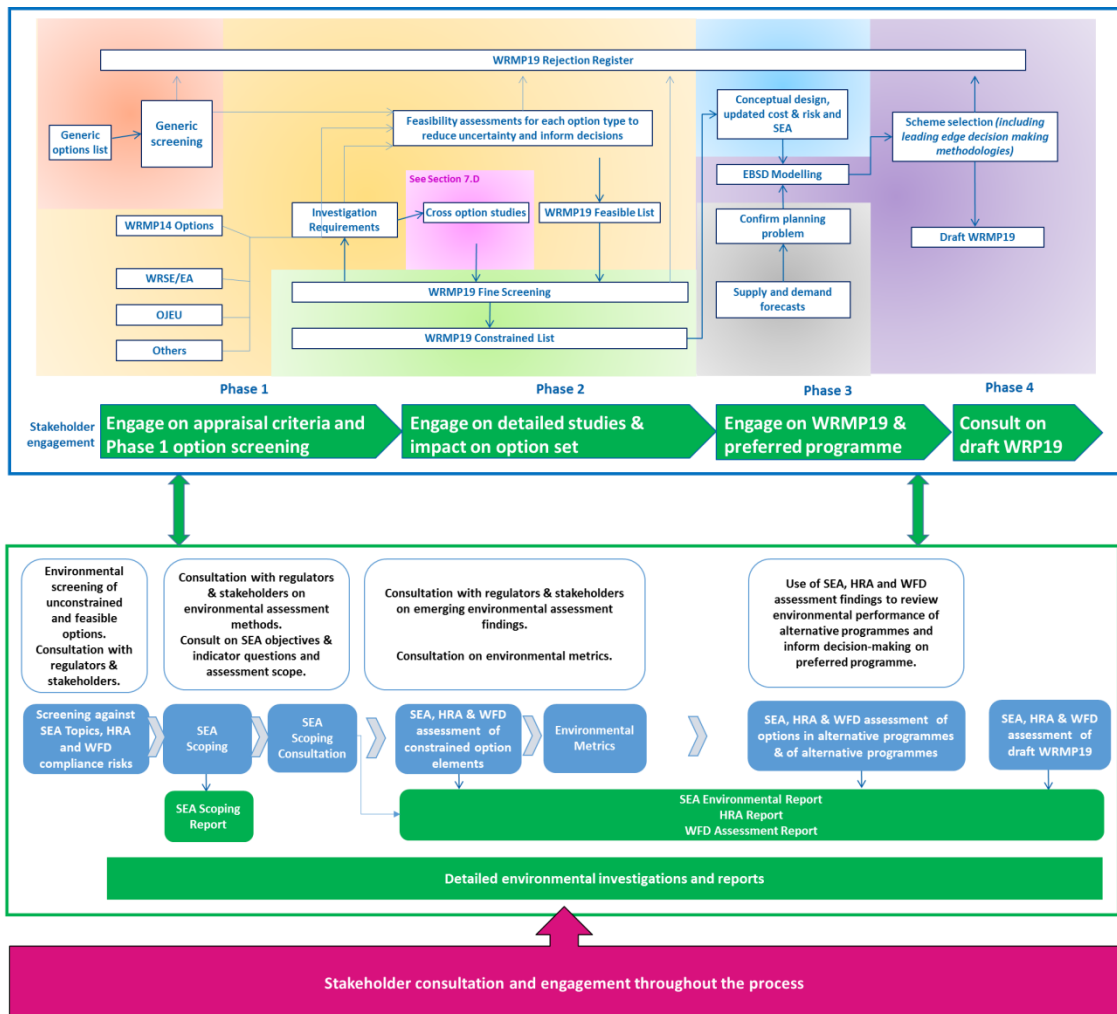 WRMP19 Rejection Register
Generic
options list
Generic
screening
Feasibility assessments for each option type to
reduce uncertainty and inform decisions
Conceptual design,
updated cost & risk and
SEA
Scheme selection (including
leading edge decision making
methodologies)
See Section 7.D
EBSD Modelling
WRMP14 Options
Investigation
Requirements
Cross option studies
WRMP19 Feasible List
Confirm planning
problem
Draft WRMP19
WRSE/EA
WRMP19 Fine Screening
Supply and demand
forecasts
OJEU
WRMP19 Constrained List
Others
Phase 1
Phase 2
Phase 3
Phase 4
Stakeholder
engagement
Engage on appraisal criteria and
Phase 1 option screening
Engage on detailed studies &
impact on option set
Engage on WRMP19 &
preferred programme
Consult on
draft WRP19
Environmental
screening of
unconstrained
and feasible
options.
Consultation with
regulators &
stakeholders.
Consultation with regulators
& stakeholders on
environmental assessment
methods.
Consult on SEA objectives &
indicator questions and
assessment scope.
Consultation with regulators & stakeholders
on emerging environmental assessment
findings.
Consultation on environmental metrics.
Use of SEA, HRA and WFD
assessment findings to review
environmental performance of
alternative programmes and
inform decision-making on
preferred programme.
Screening against
SEA Topics, HRA
and WFD
compliance risks
SEA
Scoping
SEA
Scoping
Consultation
SEA, HRA & WFD
assessment of
constrained option
elements
Environmental
Metrics
SEA, HRA & WFD assessment of
options in alternative programmes
& of alternative programmes
SEA, HRA & WFD
assessment of
draft WRMP19
SEA Scoping
Report
SEA Environmental Report
HRA Report
WFD Assessment Report
Detailed environmental investigations and reports
Stakeholder consultation and engagement throughout the process